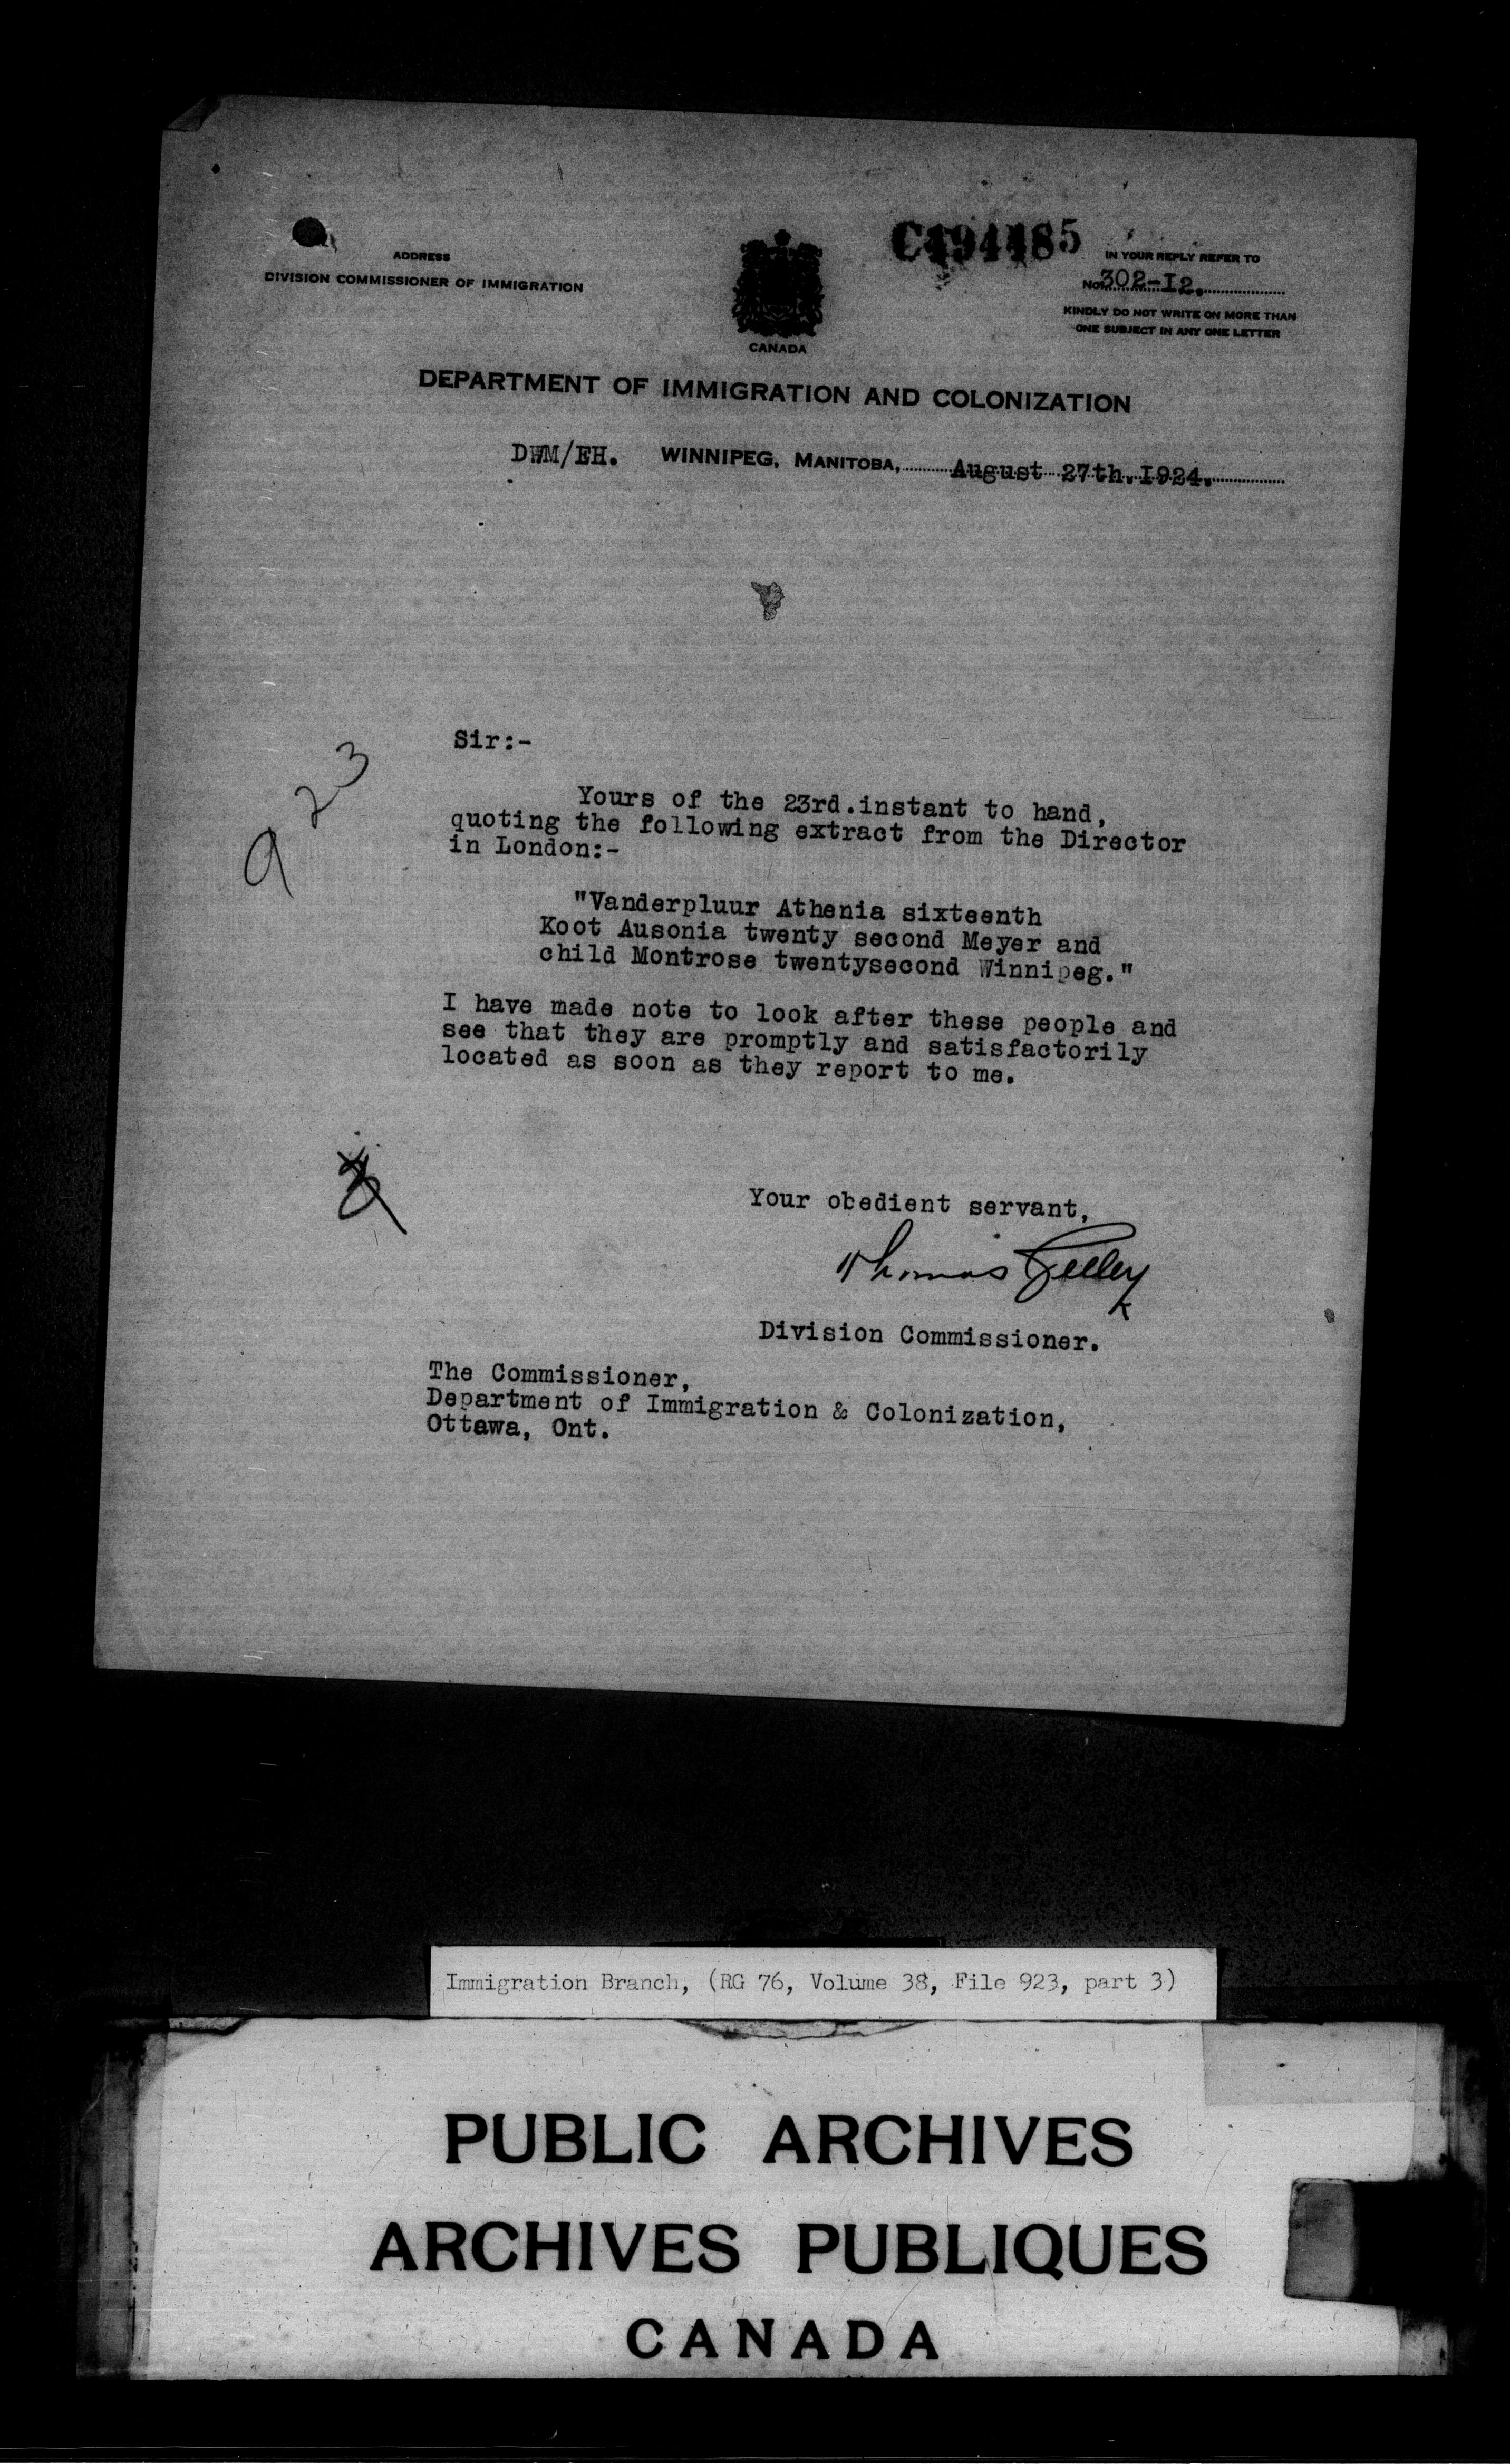 C494485
ADDRESS
DIVISION COMMISSIONER OF IMMIGRATION
CANADA
IN YOUR REPLY REFER TO
No. 302-I2.
KINDLY DO NOT WRITE ON MORE THAN
ONE SUBJECT IN ANY ONE LETTER
DEPARTMENT OF IMMIGRATION AND COLONIZATION
DWM/EH. WINNIPEG, MANITOBA, August 27th.I924.
923
Sir:-
Yours of the 23rd.instant to hand,
quoting the following extract from the Director
in London:-
"Vanderpluur Athenia sixteenth
Koot Ausonia twenty second Meyer and
child Montrose twentysecond Winnipeg."
I have made note to look after these people and
see that they are promptly and satisfactorily
located as soon as they report to me.
Your obedient servant,
Thomas Gelley
Division Commissioner.
The Commissioner,
Department of Immigration & Colonization,
Ottawa, Ont.
Immigration Branch, (RG 76, Volume 38, File 923, part 3)
PUBLIC ARCHIVES
ARCHIVES PUBLIQUES
CANADA